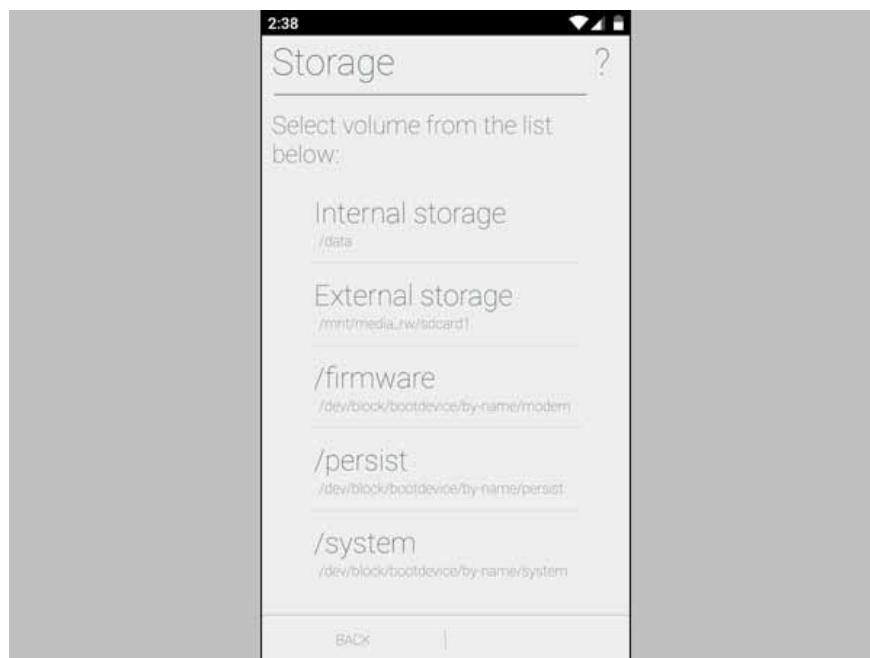 2:38
Storage ?
Select volume from the list
below:
Internal storage
/data
External storage
/mnt/media_rw/sdcard1
/firmware
/dev/block/bootdevice/by-name/modem
/persist
/dev/block/bootdevice/by-name/persist
/system
/dev/block/bootdevice/by-name/system
BACK